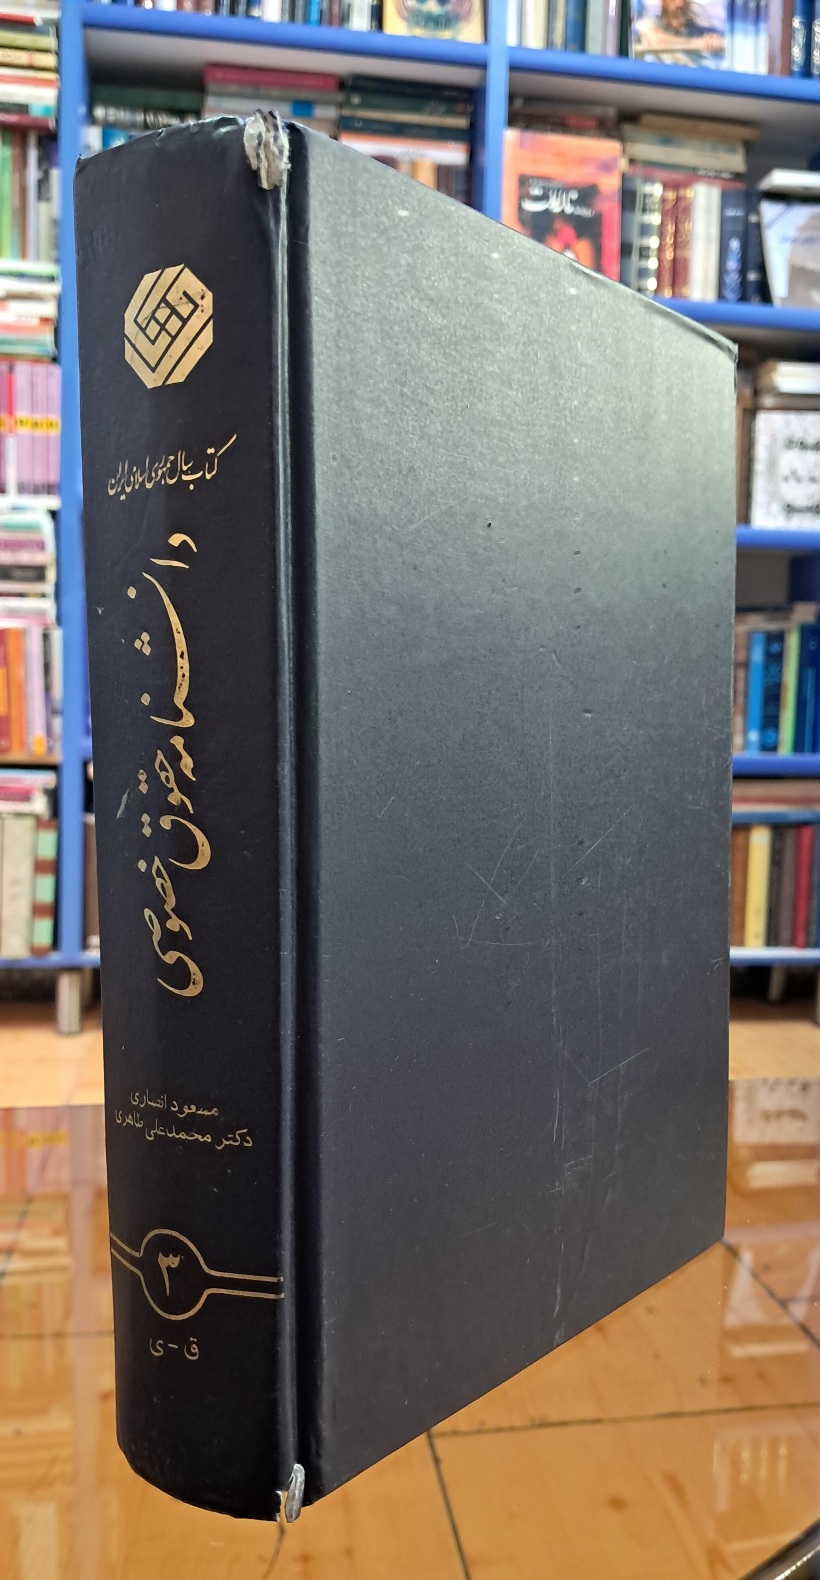 کتاب سال جمهوری اسلامی ایران
دانشنامه حقوق خصوصی
مسعود انصاری
دکتر محمدعلی طاهری
۳
ق - ی